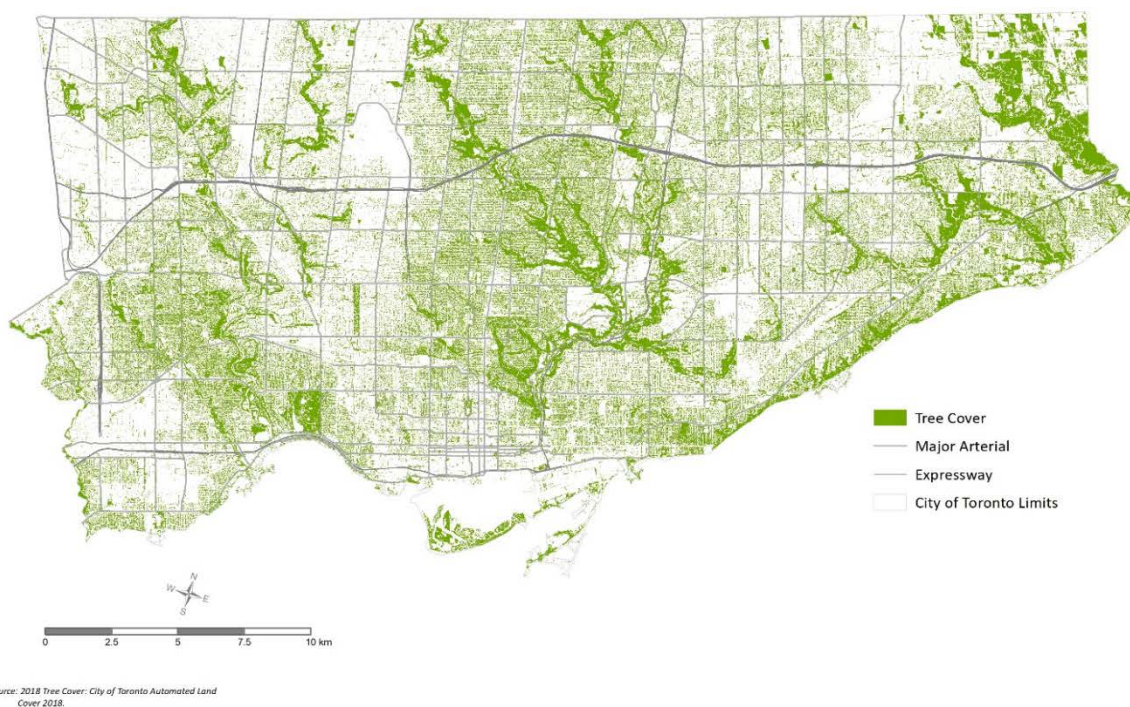 Tree Cover
Major Arterial
Expressway
City of Toronto Limits
N
W
E
S
0 2.5 5 7.5 10 km
urce: 2018 Tree Cover: City of Toronto Automated Land
Cover 2018.